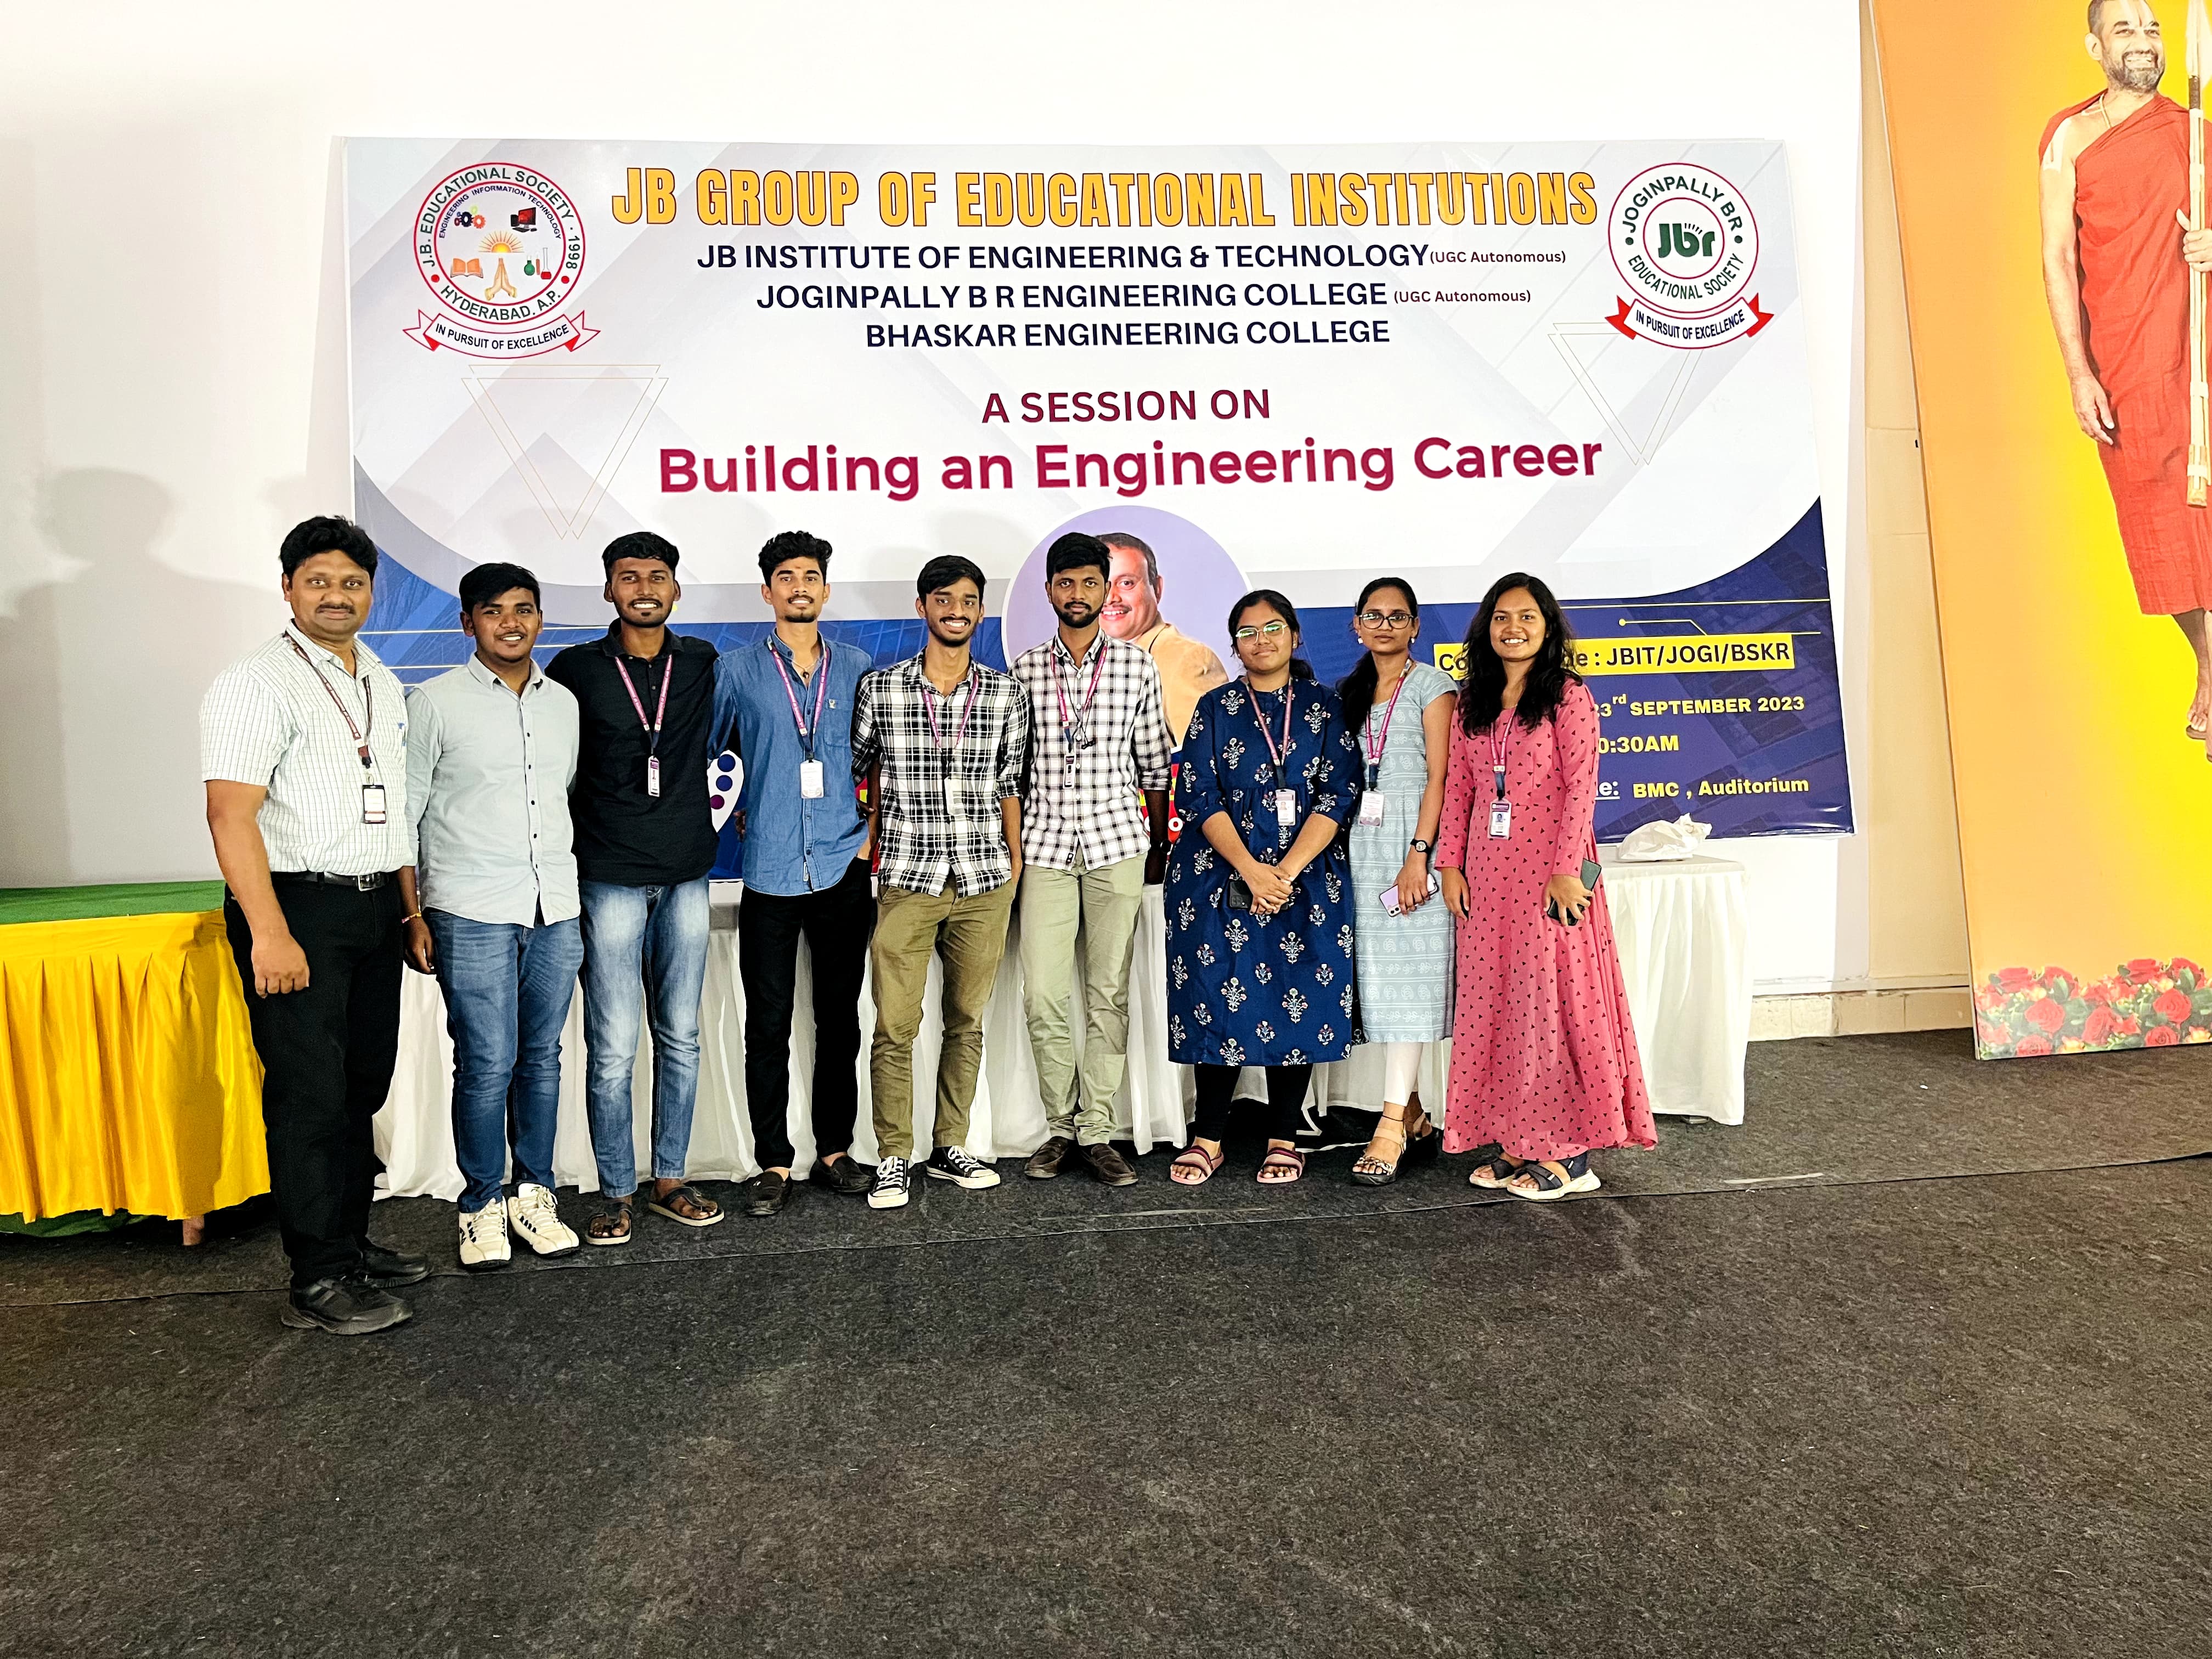 J.B. EDUCATIONAL SOCIETY · 1998
ENGINEERING INFORMATION TECHNOLOGY
HYDERABAD. A.P.
IN PURSUIT OF EXCELLENCE
JB GROUP OF EDUCATIONAL INSTITUTIONS
JB INSTITUTE OF ENGINEERING & TECHNOLOGY(UGC Autonomous)
JOGINPALLY B R ENGINEERING COLLEGE (UGC Autonomous)
BHASKAR ENGINEERING COLLEGE
JOGINPALLY BR
Jbr
EDUCATIONAL SOCIETY
IN PURSUIT OF EXCELLENCE
A SESSION ON
Building an Engineering Career
: JBIT/JOGI/BSKR
3rd SEPTEMBER 2023
0:30AM
BMC , Auditorium